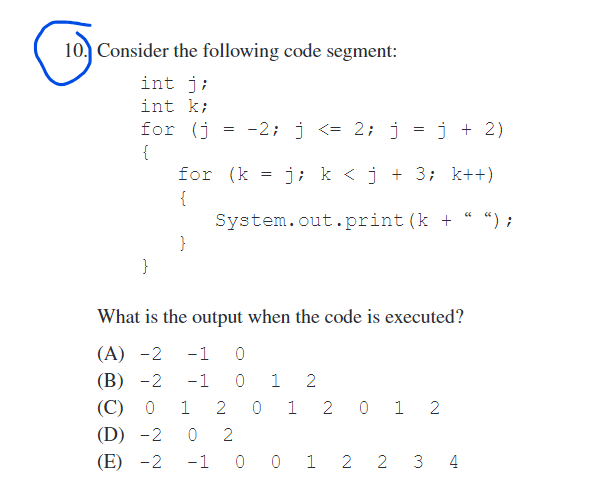 10. Consider the following code segment:
int j;
int k;
for (j = -2; j <= 2; j = j + 2)
{
for (k = j; k < j + 3; k++)
{
System.out.print(k + “ “);
}
}
What is the output when the code is executed?
(A) -2 -1 0
(B) -2 -1 0 1 2
(C) 0 1 2 0 1 2 0 1 2
(D) -2 0 2
(E) -2 -1 0 0 1 2 2 3 4